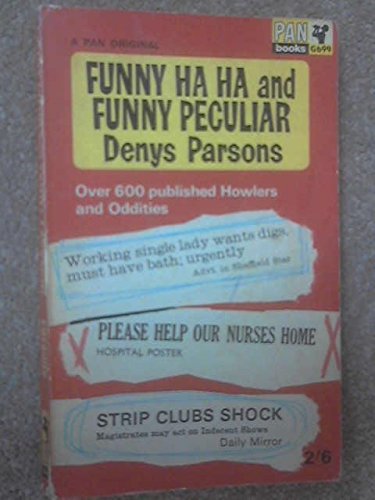 A PAN ORIGINAL
PAN
books
G699
FUNNY HA HA and
FUNNY PECULIAR
Denys Parsons
Over 600 published Howlers
and Oddities
Working single lady wants digs,
must have bath; urgently
Advt. in Sheffield Star
PLEASE HELP OUR NURSES HOME
HOSPITAL POSTER
STRIP CLUBS SHOCK
Magistrates may act on Indecent Shows
Daily Mirror
2/6